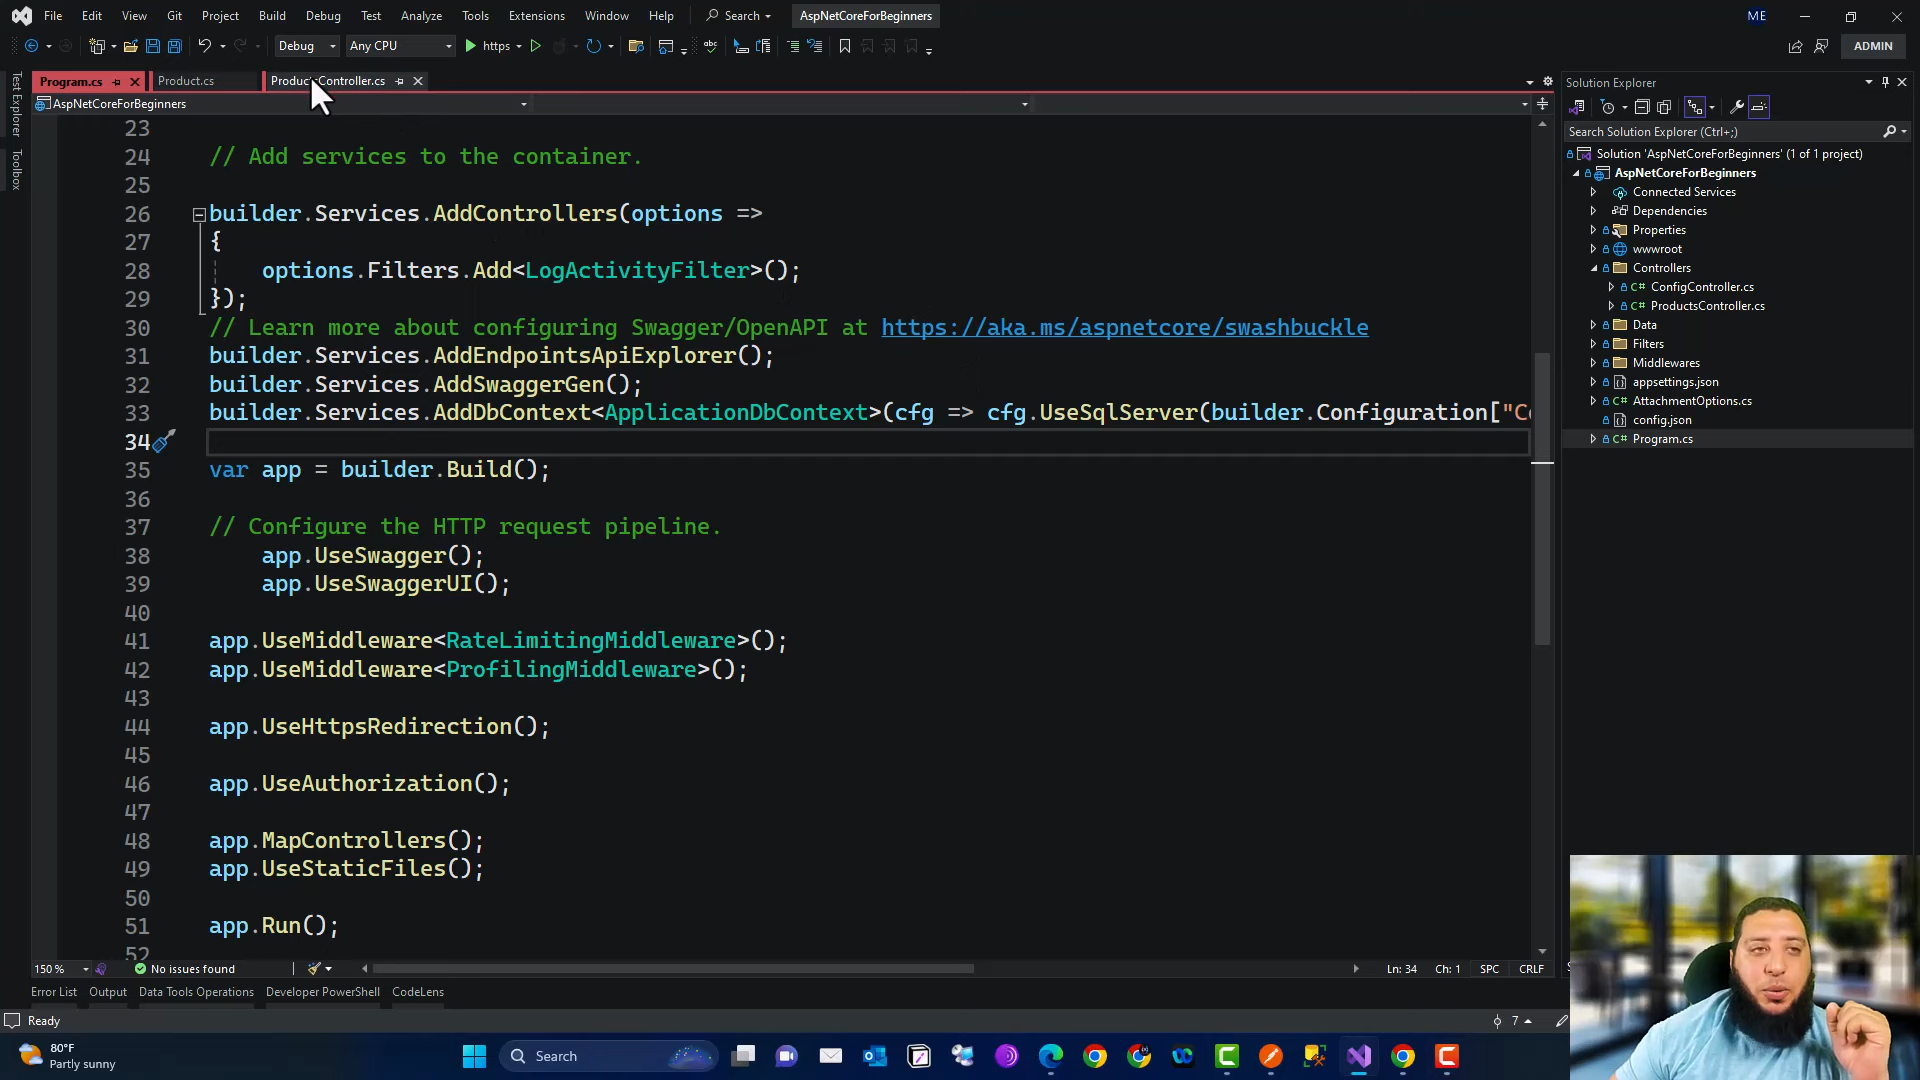 File Edit View Git Project Build Debug Test Analyze Tools Extensions Window Help Search AspNetCoreForBeginners ME
Debug Any CPU https ADMIN
Program.cs Product.cs ProductsController.cs
AspNetCoreForBeginners
Test Explorer
Toolbox
23
24 // Add services to the container.
25
26 builder.Services.AddControllers(options =>
27 {
28 options.Filters.Add<LogActivityFilter>();
29 });
30 // Learn more about configuring Swagger/OpenAPI at https://aka.ms/aspnetcore/swashbuckle
31 builder.Services.AddEndpointsApiExplorer();
32 builder.Services.AddSwaggerGen();
33 builder.Services.AddDbContext<ApplicationDbContext>(cfg => cfg.UseSqlServer(builder.Configuration["Co
34
35 var app = builder.Build();
36
37 // Configure the HTTP request pipeline.
38 app.UseSwagger();
39 app.UseSwaggerUI();
40
41 app.UseMiddleware<RateLimitingMiddleware>();
42 app.UseMiddleware<ProfilingMiddleware>();
43
44 app.UseHttpsRedirection();
45
46 app.UseAuthorization();
47
48 app.MapControllers();
49 app.UseStaticFiles();
50
51 app.Run();
52
150 % No issues found Ln: 34 Ch: 1 SPC CRLF
Error List Output Data Tools Operations Developer PowerShell CodeLens
Ready 7
Solution Explorer
Search Solution Explorer (Ctrl+;)
Solution 'AspNetCoreForBeginners' (1 of 1 project)
AspNetCoreForBeginners
Connected Services
Dependencies
Properties
wwwroot
Controllers
C# ConfigController.cs
C# ProductsController.cs
Data
Filters
Middlewares
appsettings.json
C# AttachmentOptions.cs
config.json
C# Program.cs
80°F
Partly sunny
Search